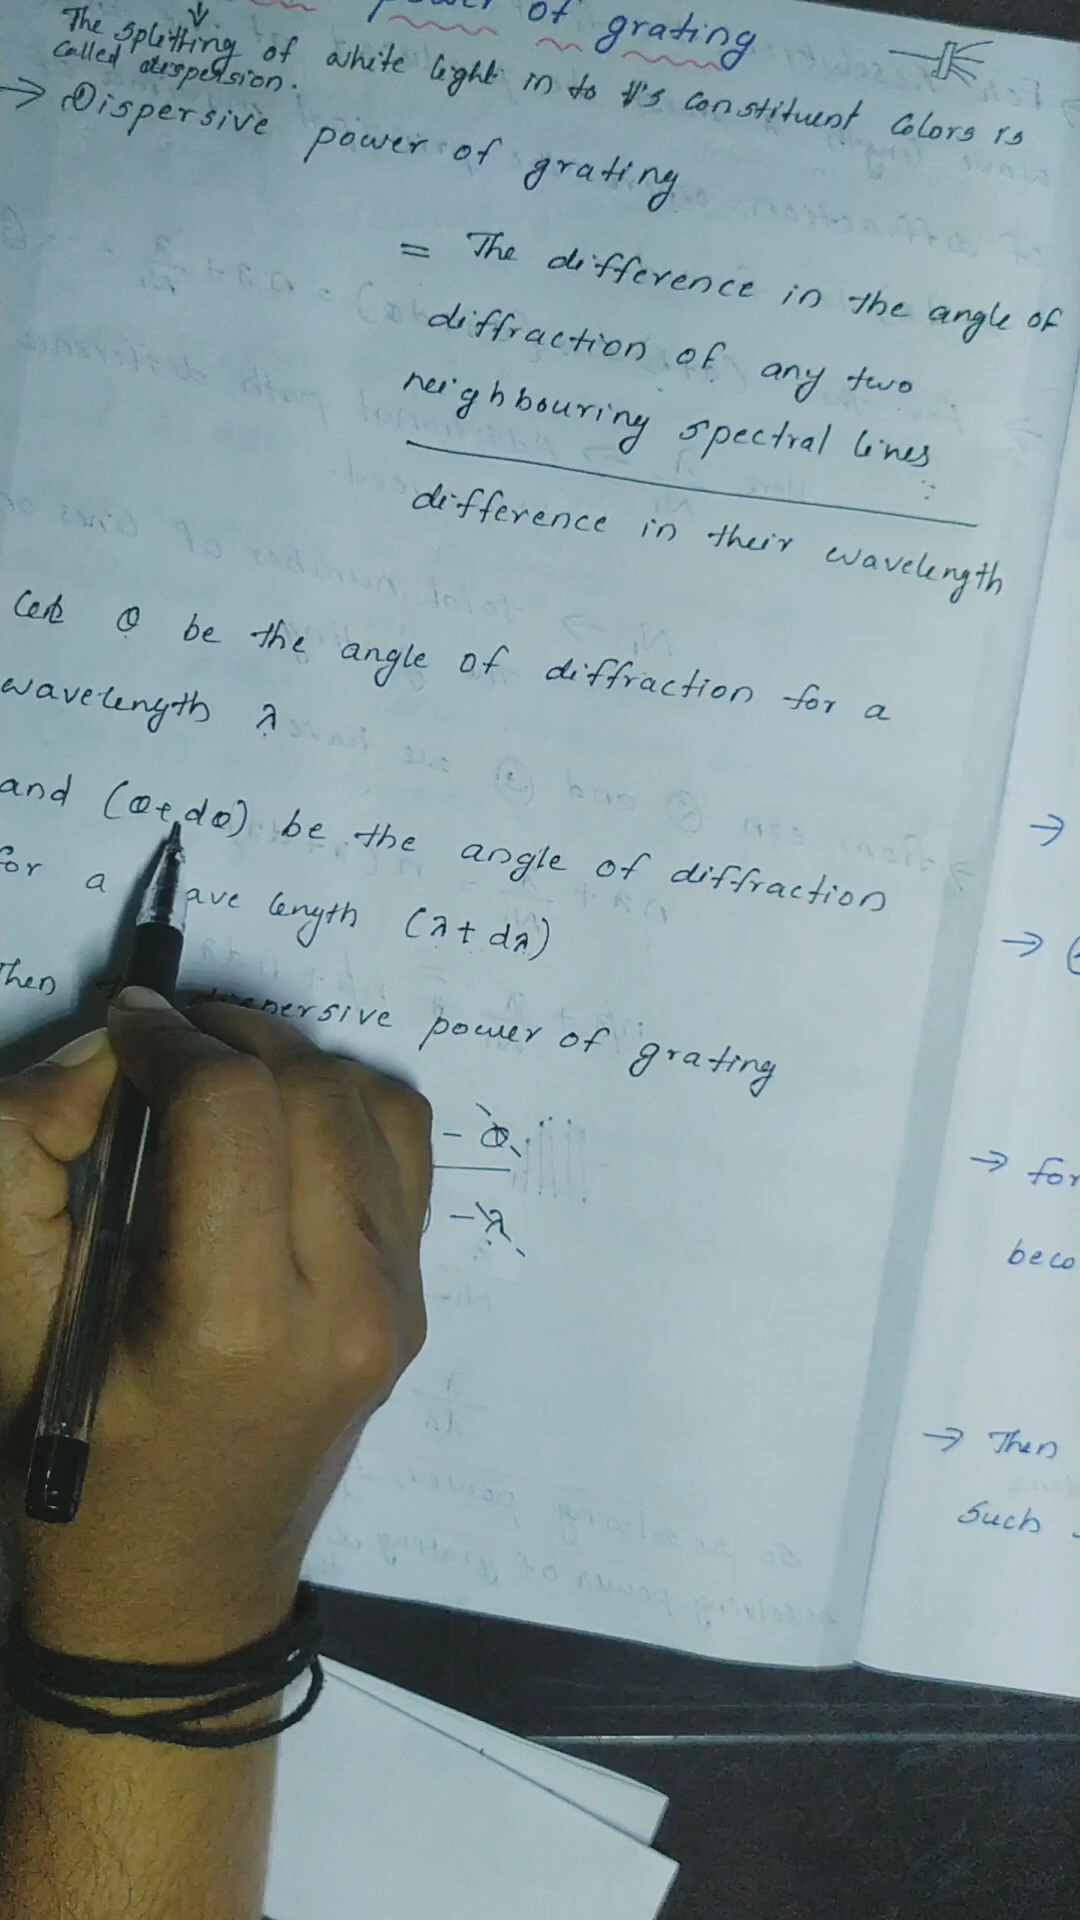 power of grating
The splitting of white light in to it's constituent colors is
called dispersion.
→ Dispersive power of grating
= The difference in the angle of
diffraction of any two
neighbouring spectral lines
difference in their wavelength
Let θ be the angle of diffraction for a
wavelength λ
and (θ+dθ) be the angle of diffraction
for a wave length (λ+dλ)
Then dispersive power of grating
- θ
) - λ
→
→
→ for
beco
→ Then
such